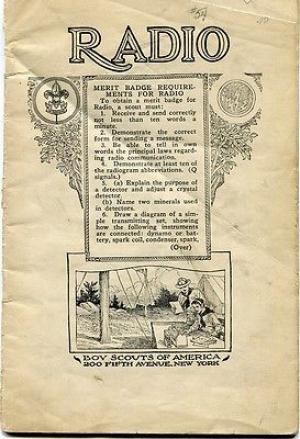 RADIO
MERIT BADGE REQUIRE-
MENTS FOR RADIO
To obtain a merit badge for
Radio, a scout must:
1. Receive and send correctly
not less than ten words a
minute.
2. Demonstrate the correct
form for sending a message.
3. Be able to tell in own
words the principal laws regard-
ing radio communication.
4. Demonstrate at least ten of
the radiogram abbreviations. (Q
signals.)
5. (a) Explain the purpose of
a detector and adjust a crystal
detector.
(b) Name two minerals used
in detectors.
6. Draw a diagram of a sim-
ple transmitting set, showing
how the following instruments
are connected: dynamo or bat-
tery, spark coil, condenser, spark,
(Over)
BOY SCOUTS OF AMERICA
200 FIFTH AVENUE, NEW YORK